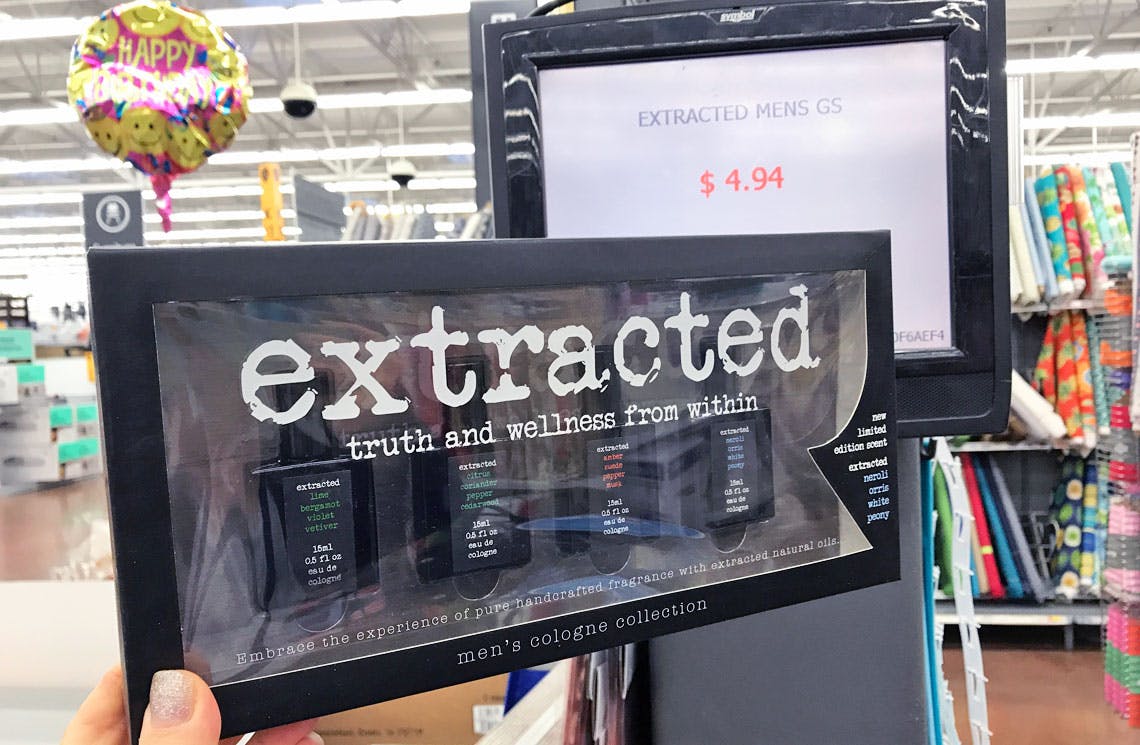 HAPPY
BIRTHDAY
symbol
EXTRACTED MENS GS
$ 4.94
0F6AEF4
extracted
truth and wellness from within
extracted
lime
bergamot
violet
vetiver
15ml
0.5 fl oz
eau de
cologne
extracted
citrus
coriander
pepper
cedarwood
15ml
0.5 fl oz
eau de
cologne
extracted
amber
suede
pepper
musk
15ml
0.5 fl oz
eau de
cologne
extracted
neroli
orris
white
peony
15ml
0.5 fl oz
eau de
cologne
new
limited
edition scent
extracted
neroli
orris
white
peony
Embrace the experience of pure handcrafted fragrance with extracted natural oils.
men's cologne collection